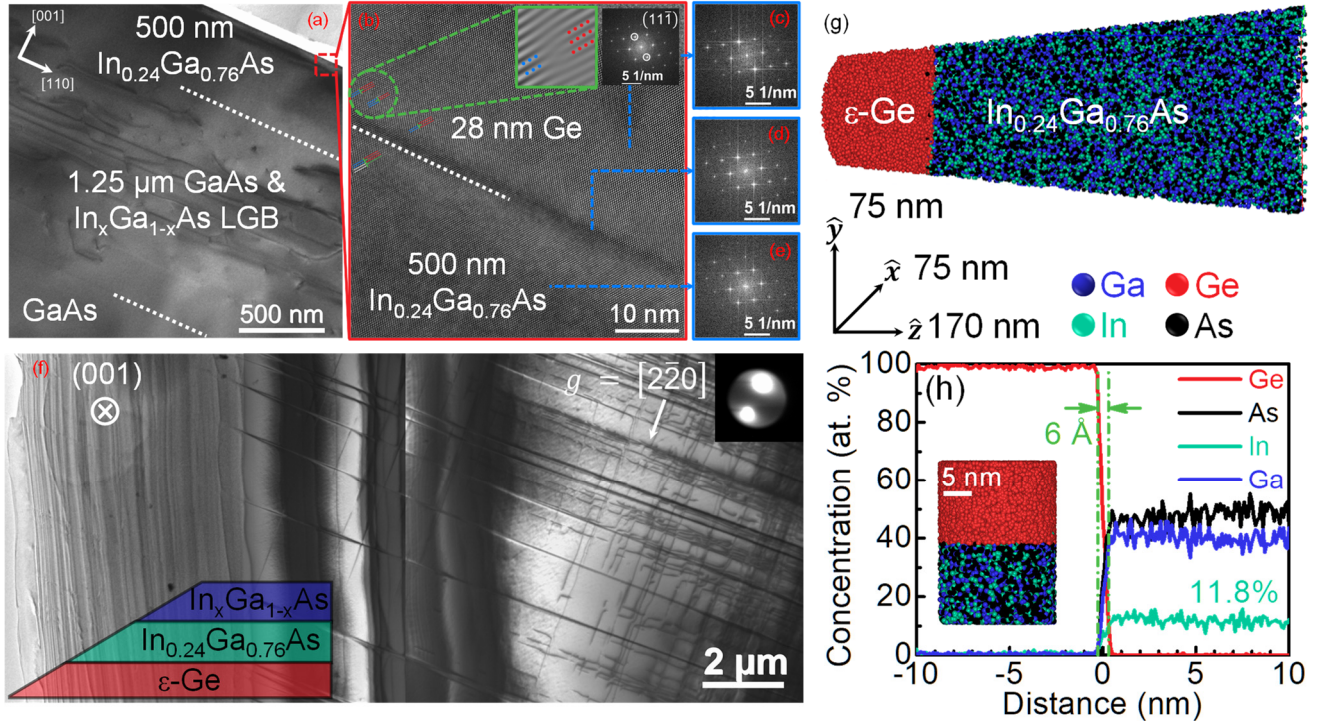 (a)
[001]
[110]
500 nm
In0.24Ga0.76As
1.25 µm GaAs &
InxGa1-xAs LGB
GaAs
500 nm
(b)
(111̄)
5 1/nm
28 nm Ge
500 nm
In0.24Ga0.76As
10 nm
(c)
5 1/nm
(d)
5 1/nm
(e)
5 1/nm
(f)
(001)
g = [22̄0]
InxGa1-xAs
In0.24Ga0.76As
ε-Ge
2 µm
(g)
ε-Ge
In0.24Ga0.76As
ŷ 75 nm
x̂ 75 nm
ẑ 170 nm
Ga
Ge
In
As
(h)
Concentration (at. %)
100
80
60
40
20
0
6 Å
5 nm
Ge
As
In
Ga
11.8%
-10
-5
0
5
10
Distance (nm)